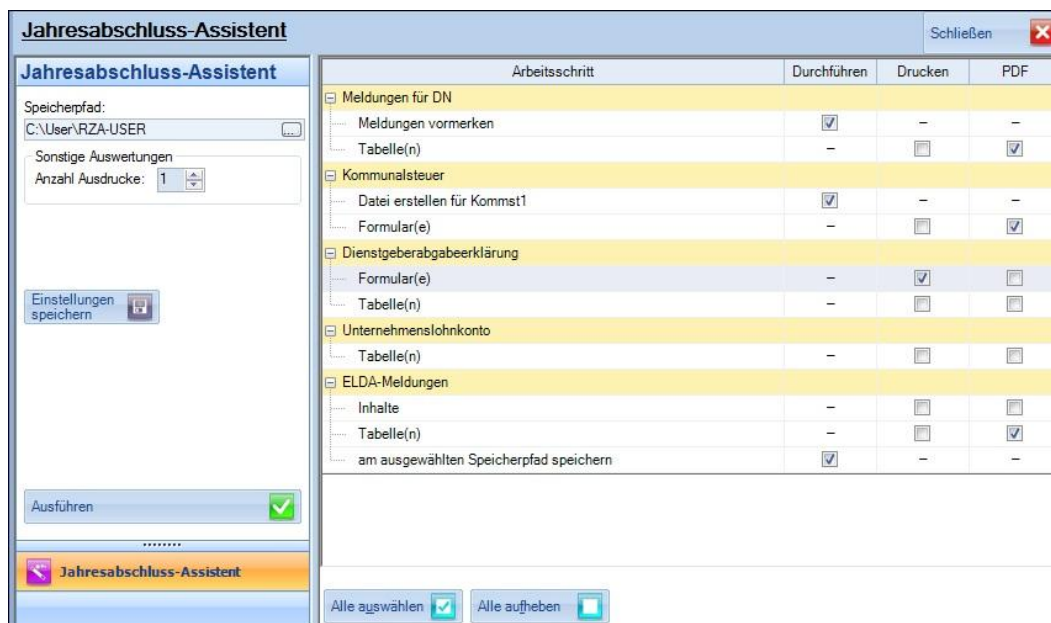 Jahresabschluss-Assistent
Schließen
Jahresabschluss-Assistent
Speicherpfad:
C:\User\RZA-USER
...
Sonstige Auswertungen
Anzahl Ausdrucke: 1
Einstellungen
speichern
Ausführen
Jahresabschluss-Assistent
Arbeitsschritt Durchführen Drucken PDF
Meldungen für DN
Meldungen vormerken – –
Tabelle(n) –
Kommunalsteuer
Datei erstellen für Kommst1 – –
Formular(e) –
Dienstgeberabgabeerklärung
Formular(e) –
Tabelle(n) –
Unternehmenslohnkonto
Tabelle(n) –
ELDA-Meldungen
Inhalte –
Tabelle(n) –
am ausgewählten Speicherpfad speichern – –
Alle auswählen Alle aufheben